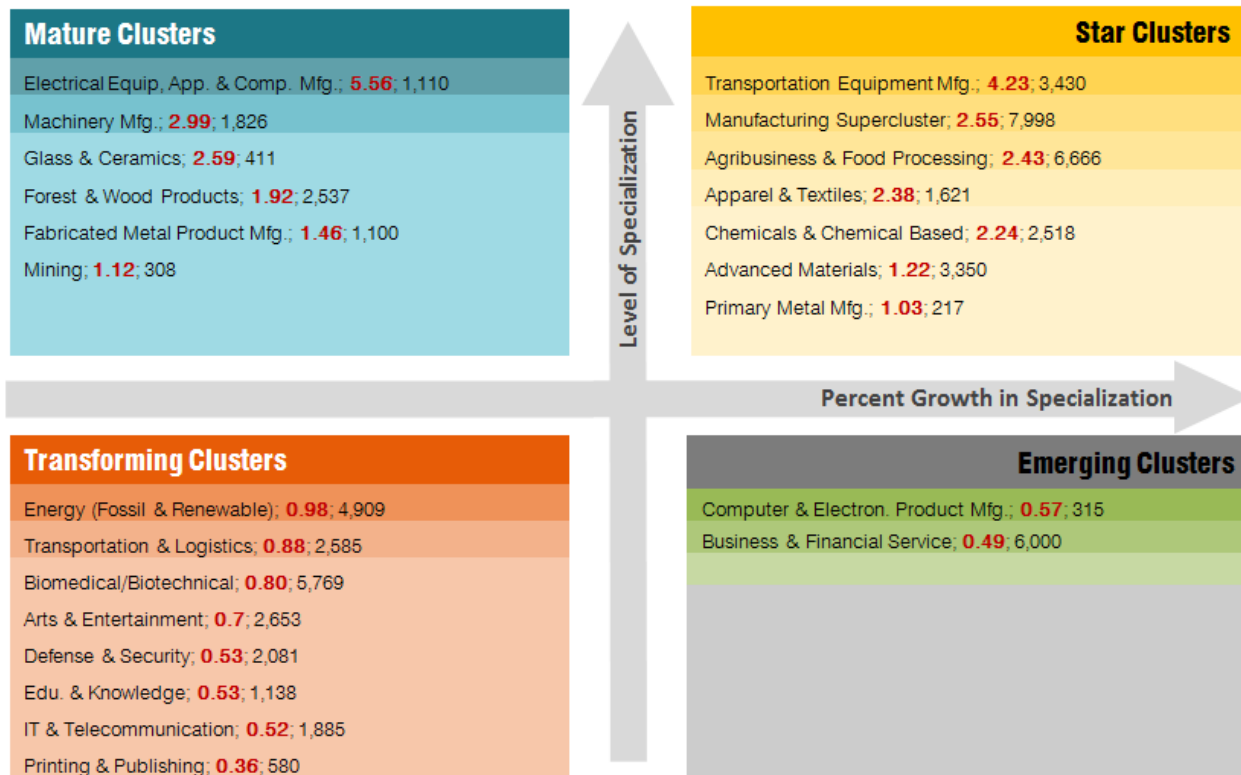 Mature Clusters
Electrical Equip, App. & Comp. Mfg.; 5.56; 1,110
Machinery Mfg.; 2.99; 1,826
Glass & Ceramics; 2.59; 411
Forest & Wood Products; 1.92; 2,537
Fabricated Metal Product Mfg.; 1.46; 1,100
Mining; 1.12; 308
Level of Specialization
Star Clusters
Transportation Equipment Mfg.; 4.23; 3,430
Manufacturing Supercluster; 2.55; 7,998
Agribusiness & Food Processing; 2.43; 6,666
Apparel & Textiles; 2.38; 1,621
Chemicals & Chemical Based; 2.24; 2,518
Advanced Materials; 1.22; 3,350
Primary Metal Mfg.; 1.03; 217
Percent Growth in Specialization
Transforming Clusters
Energy (Fossil & Renewable); 0.98; 4,909
Transportation & Logistics; 0.88; 2,585
Biomedical/Biotechnical; 0.80; 5,769
Arts & Entertainment; 0.7; 2,653
Defense & Security; 0.53; 2,081
Edu. & Knowledge; 0.53; 1,138
IT & Telecommunication; 0.52; 1,885
Printing & Publishing; 0.36; 580
Emerging Clusters
Computer & Electron. Product Mfg.; 0.57; 315
Business & Financial Service; 0.49; 6,000